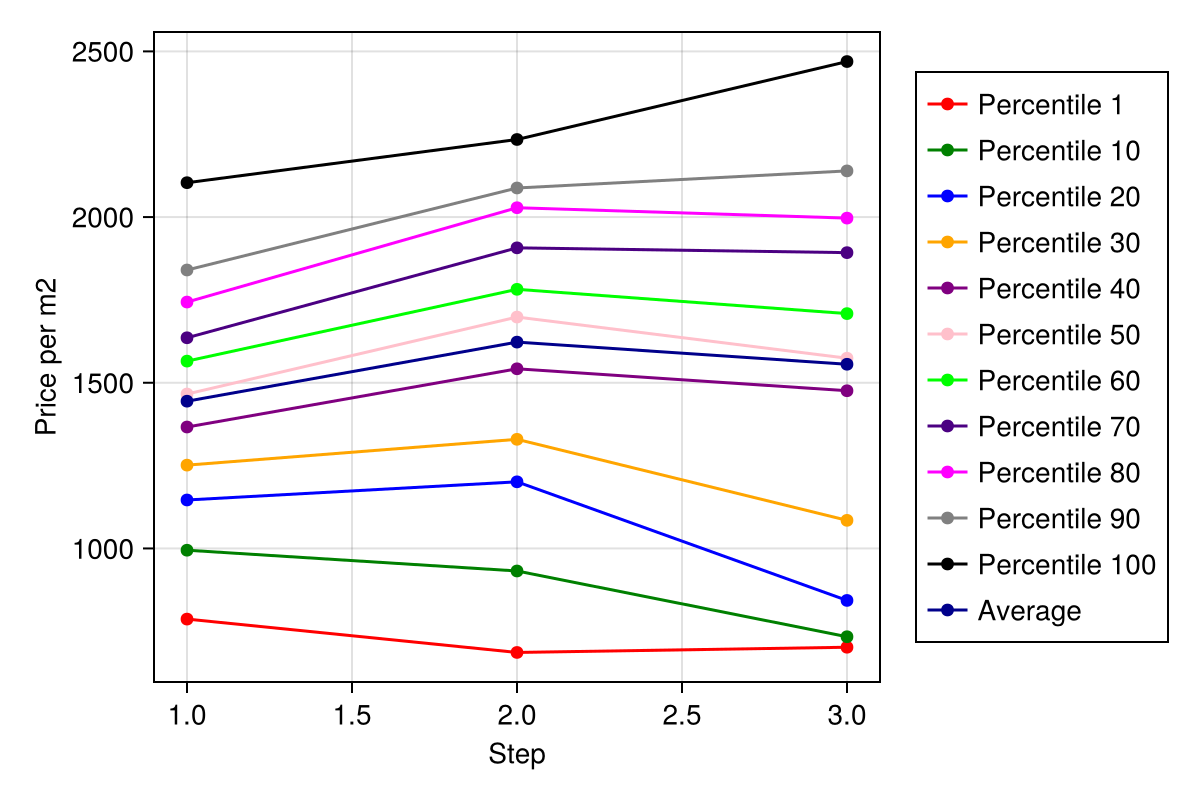 2500
2000
1500
1000
Price per m2
1.0 1.5 2.0 2.5 3.0
Step
Percentile 1
Percentile 10
Percentile 20
Percentile 30
Percentile 40
Percentile 50
Percentile 60
Percentile 70
Percentile 80
Percentile 90
Percentile 100
Average